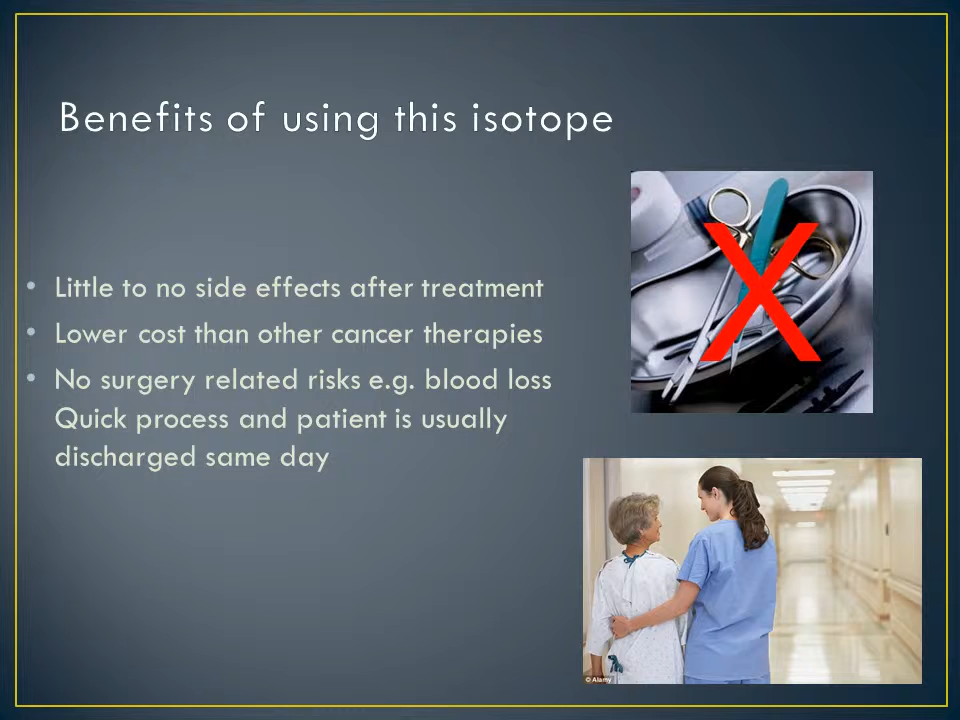 Benefits of using this isotope
• Little to no side effects after treatment
• Lower cost than other cancer therapies
• No surgery related risks e.g. blood loss
Quick process and patient is usually
discharged same day
X
© Alamy